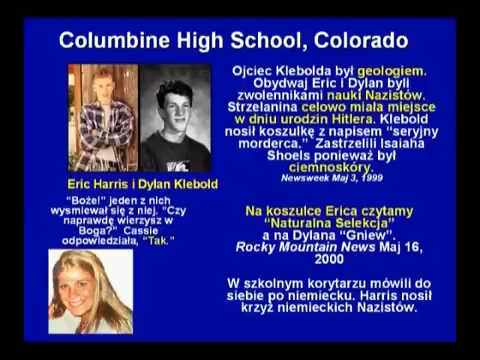 Columbine High School, Colorado
Ojciec Klebolda był geologiem.
Obydwaj Eric i Dylan byli
zwolennikami nauki Nazistów.
Strzelanina celowo miała miejsce
w dniu urodzin Hitlera. Klebold
nosił koszulkę z napisem “seryjny
morderca.” Zastrzelili Isaiaha
Shoels ponieważ był
ciemnoskóry.
Newsweek Maj 3, 1999
Eric Harris i Dylan Klebold
”Boże!” jeden z nich
wysmiewał się z niej. “Czy
naprawdę wierzysz w
Boga?” Cassie
odpowiedziała, “Tak.”
Na koszulce Erica czytamy
“Naturalna Selekcja”
a na Dylana “Gniew”.
Rocky Mountain News Maj 16,
2000
W szkolnym korytarzu mówili do
siebie po niemiecku. Harris nosił
krzyż niemieckich Nazistów.